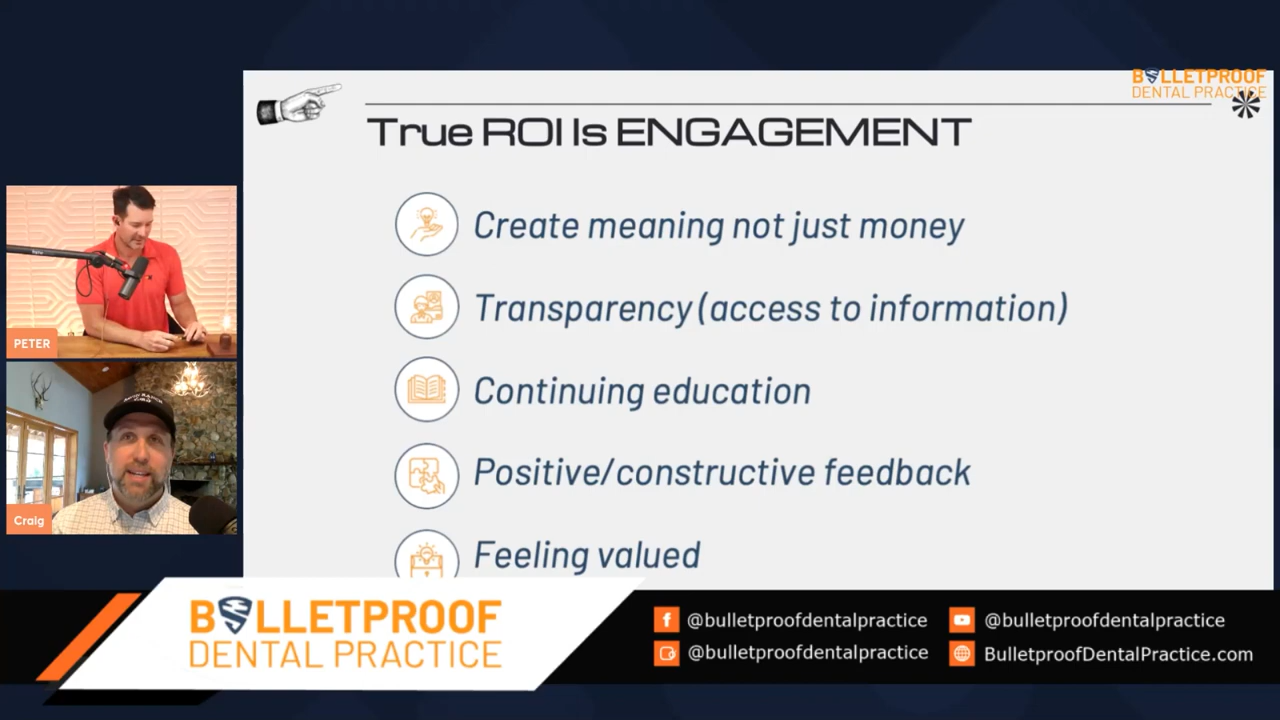 BULLETPROOF
DENTAL PRACTICE
True ROI Is ENGAGEMENT
Create meaning not just money
Transparency (access to information)
Continuing education
Positive/constructive feedback
Feeling valued
PETER
Craig
BULLETPROOF
DENTAL PRACTICE
@bulletproofdentalpractice
@bulletproofdentalpractice
@bulletproofdentalpractice
BulletproofDentalPractice.com